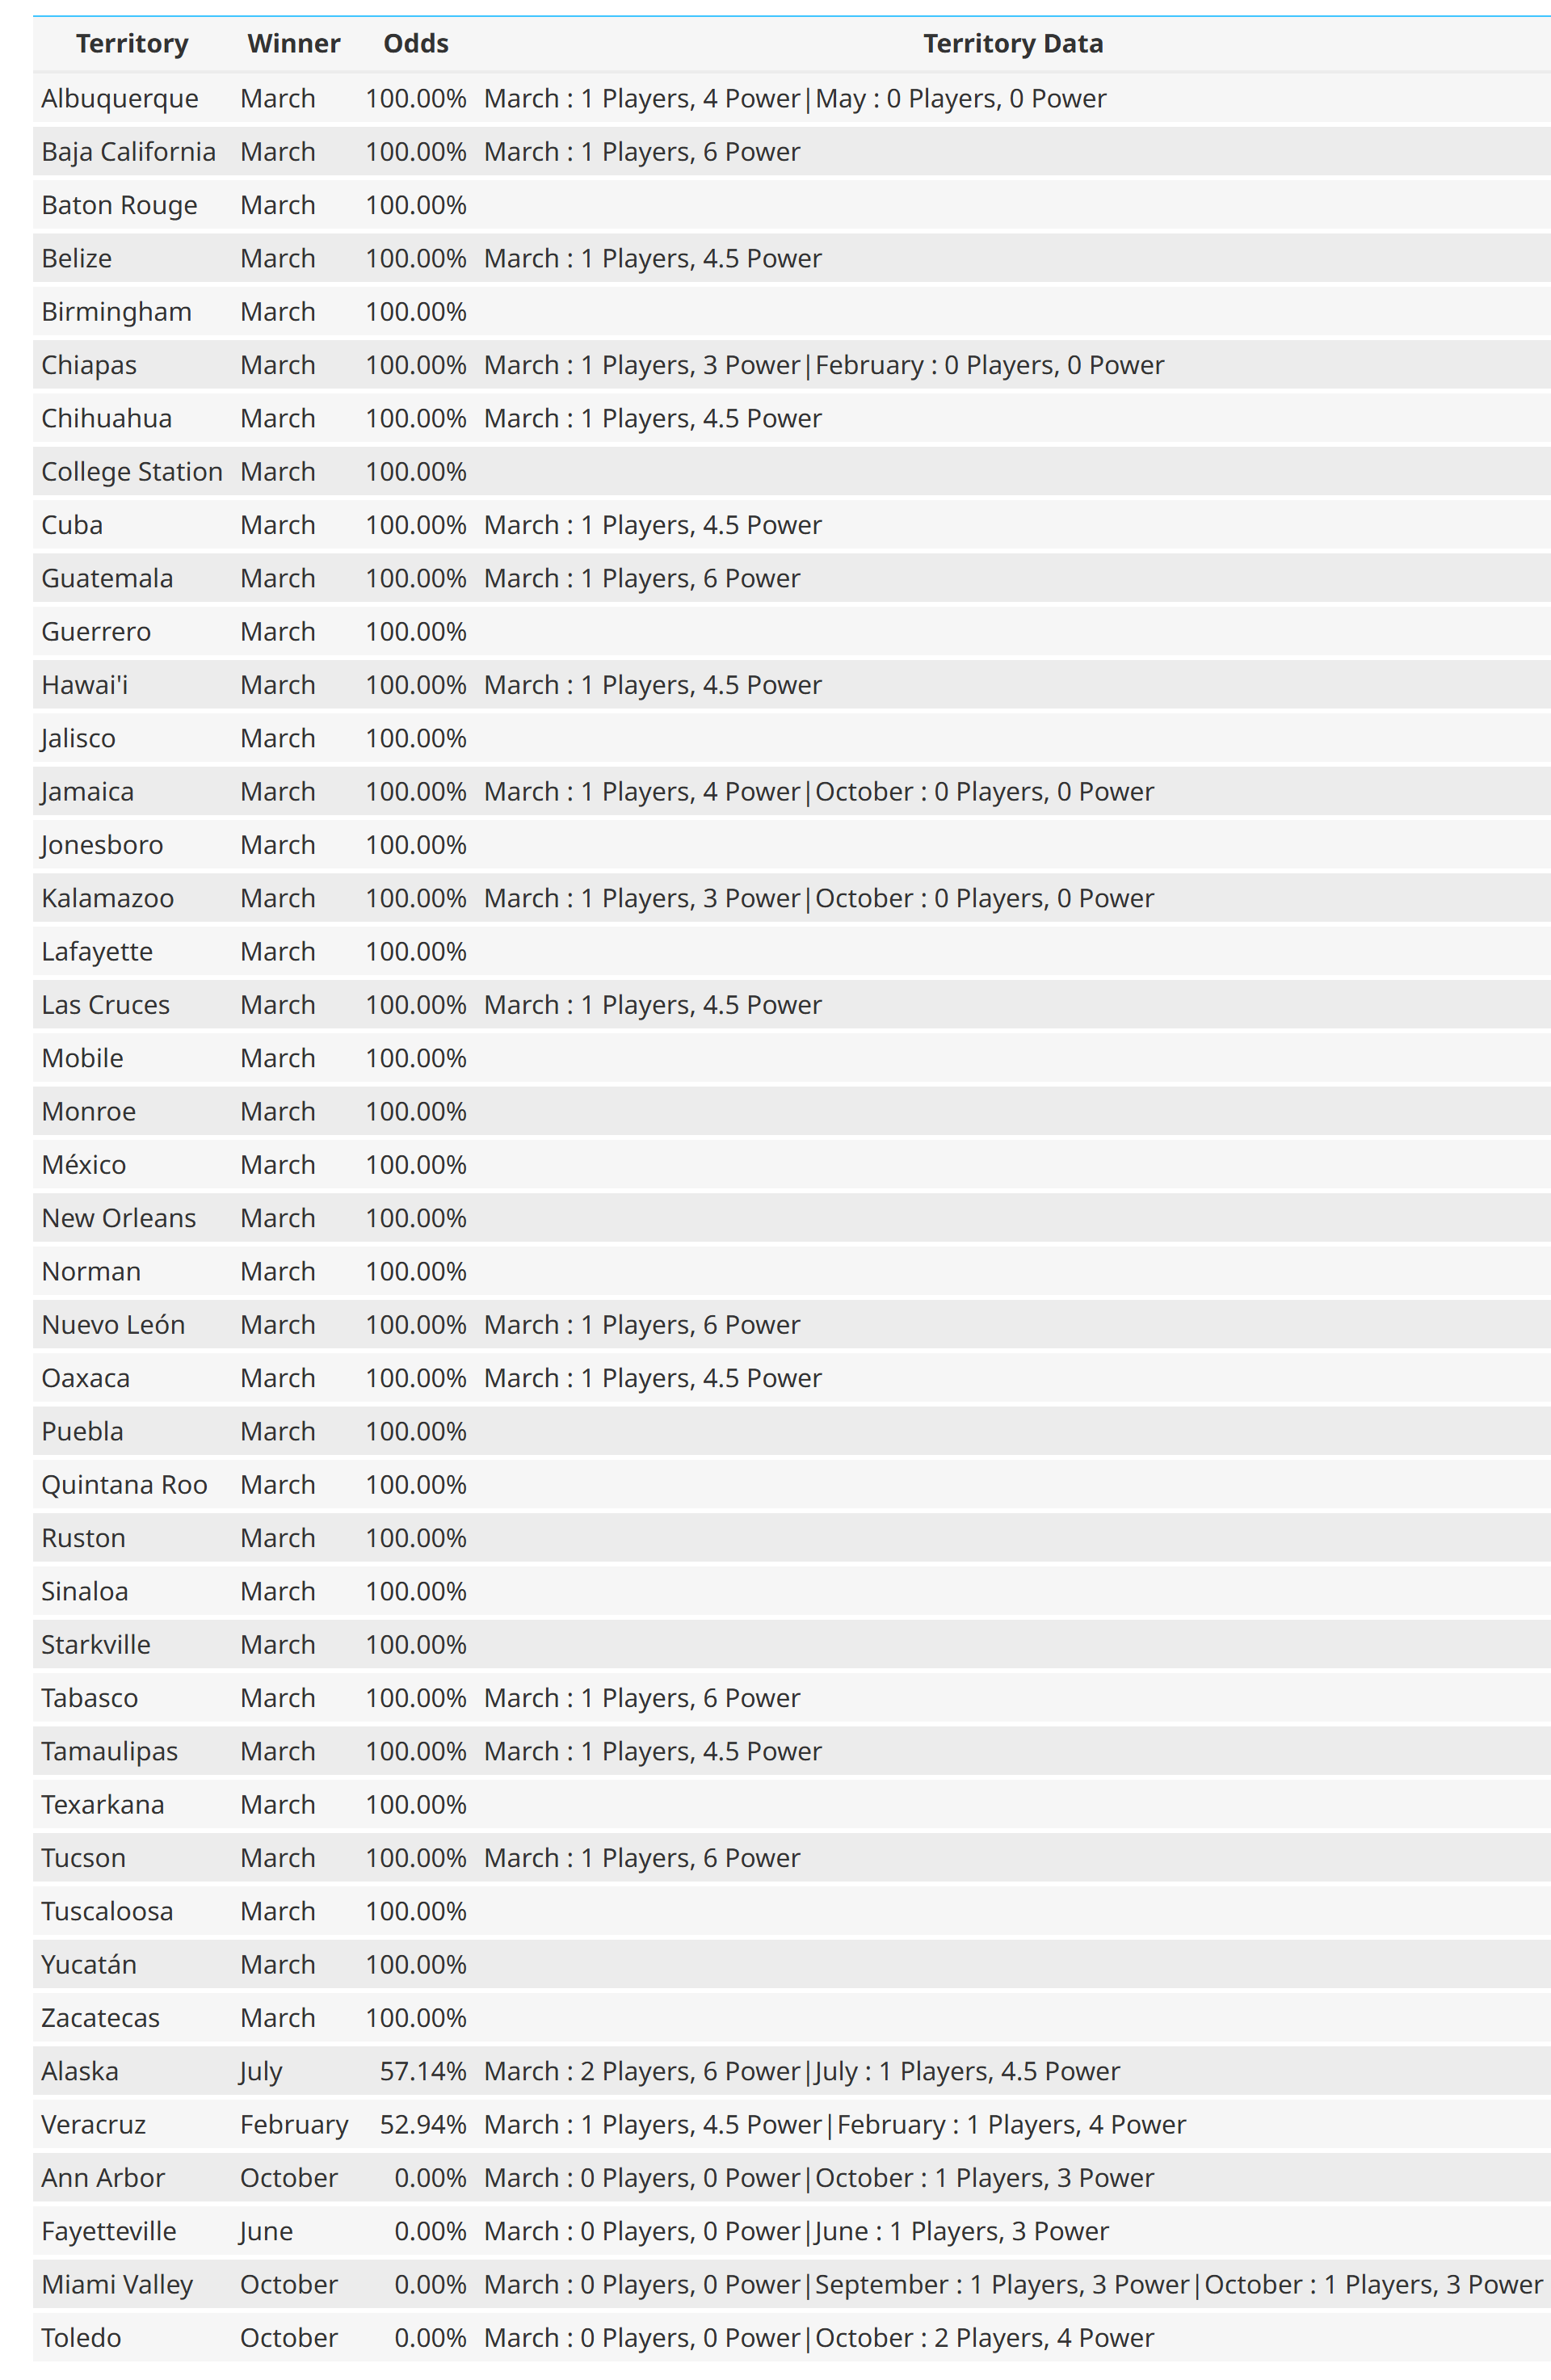 Territory Winner Odds Territory Data
Albuquerque March 100.00% March : 1 Players, 4 Power|May : 0 Players, 0 Power
Baja California March 100.00% March : 1 Players, 6 Power
Baton Rouge March 100.00%
Belize March 100.00% March : 1 Players, 4.5 Power
Birmingham March 100.00%
Chiapas March 100.00% March : 1 Players, 3 Power|February : 0 Players, 0 Power
Chihuahua March 100.00% March : 1 Players, 4.5 Power
College Station March 100.00%
Cuba March 100.00% March : 1 Players, 4.5 Power
Guatemala March 100.00% March : 1 Players, 6 Power
Guerrero March 100.00%
Hawai'i March 100.00% March : 1 Players, 4.5 Power
Jalisco March 100.00%
Jamaica March 100.00% March : 1 Players, 4 Power|October : 0 Players, 0 Power
Jonesboro March 100.00%
Kalamazoo March 100.00% March : 1 Players, 3 Power|October : 0 Players, 0 Power
Lafayette March 100.00%
Las Cruces March 100.00% March : 1 Players, 4.5 Power
Mobile March 100.00%
Monroe March 100.00%
México March 100.00%
New Orleans March 100.00%
Norman March 100.00%
Nuevo León March 100.00% March : 1 Players, 6 Power
Oaxaca March 100.00% March : 1 Players, 4.5 Power
Puebla March 100.00%
Quintana Roo March 100.00%
Ruston March 100.00%
Sinaloa March 100.00%
Starkville March 100.00%
Tabasco March 100.00% March : 1 Players, 6 Power
Tamaulipas March 100.00% March : 1 Players, 4.5 Power
Texarkana March 100.00%
Tucson March 100.00% March : 1 Players, 6 Power
Tuscaloosa March 100.00%
Yucatán March 100.00%
Zacatecas March 100.00%
Alaska July 57.14% March : 2 Players, 6 Power|July : 1 Players, 4.5 Power
Veracruz February 52.94% March : 1 Players, 4.5 Power|February : 1 Players, 4 Power
Ann Arbor October 0.00% March : 0 Players, 0 Power|October : 1 Players, 3 Power
Fayetteville June 0.00% March : 0 Players, 0 Power|June : 1 Players, 3 Power
Miami Valley October 0.00% March : 0 Players, 0 Power|September : 1 Players, 3 Power|October : 1 Players, 3 Power
Toledo October 0.00% March : 0 Players, 0 Power|October : 2 Players, 4 Power